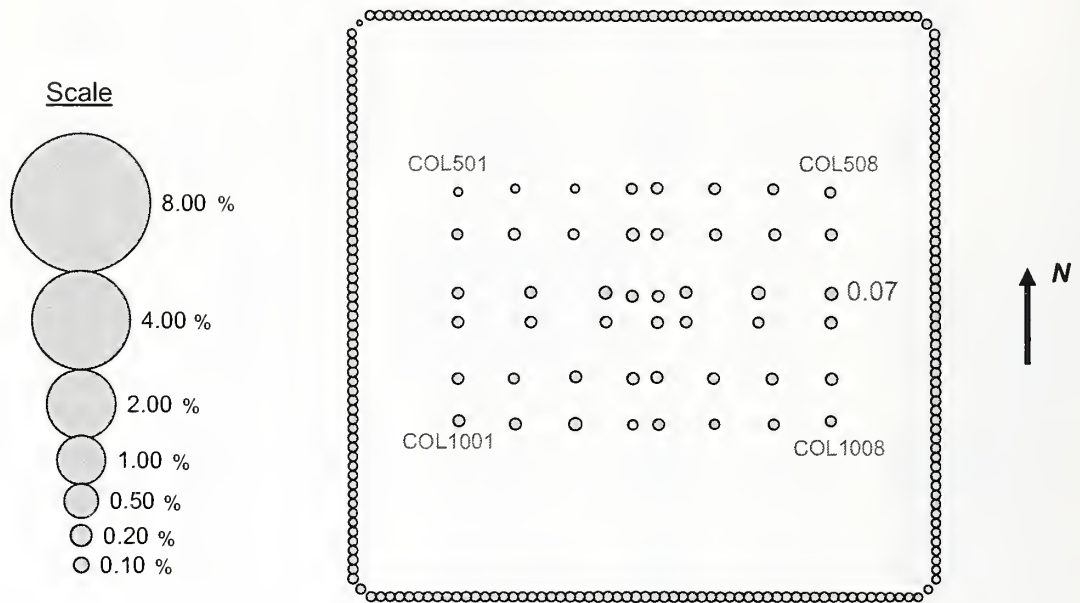 Scale
8.00 %
4.00 %
2.00 %
1.00 %
0.50 %
0.20 %
0.10 %
COL501
COL508
0.07
N
COL1001
COL1008